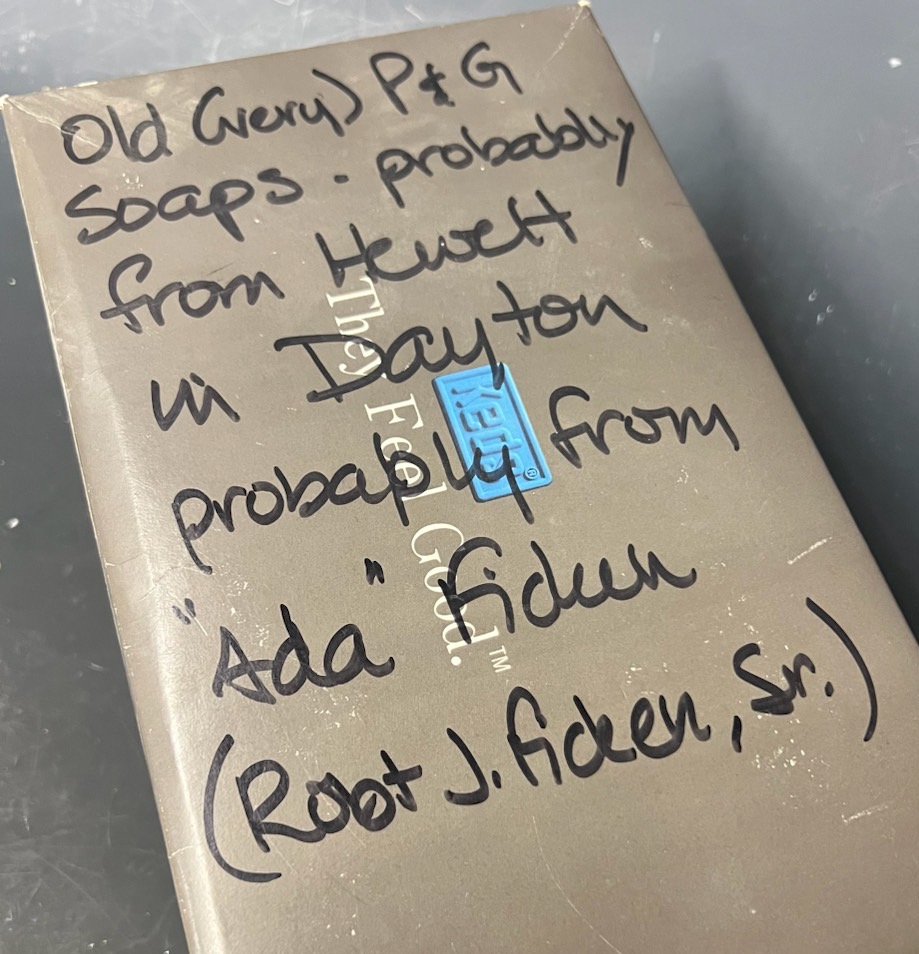 Old (very) P & G
Soaps - probably
from Hewett
in Dayton
probably from
"Ada" Ficken
(Robt J. Ficken, Sr.)
They Feel Good.™
Keds®